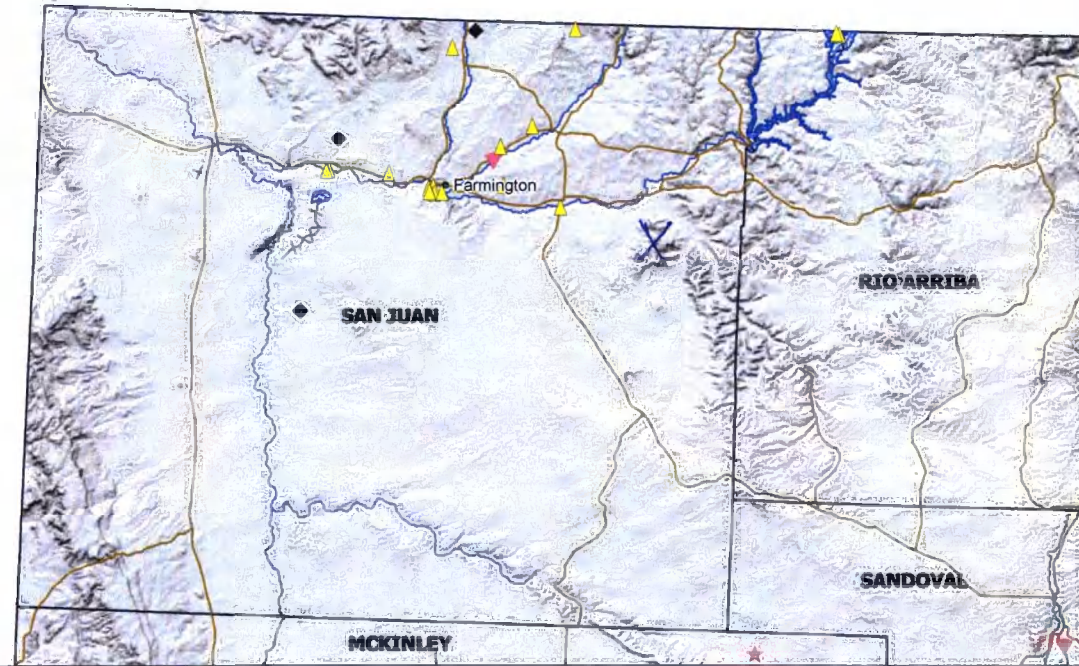 Farmington
RIO ARRIBA
SAN JUAN
SANDOVAL
MCKINLEY
X